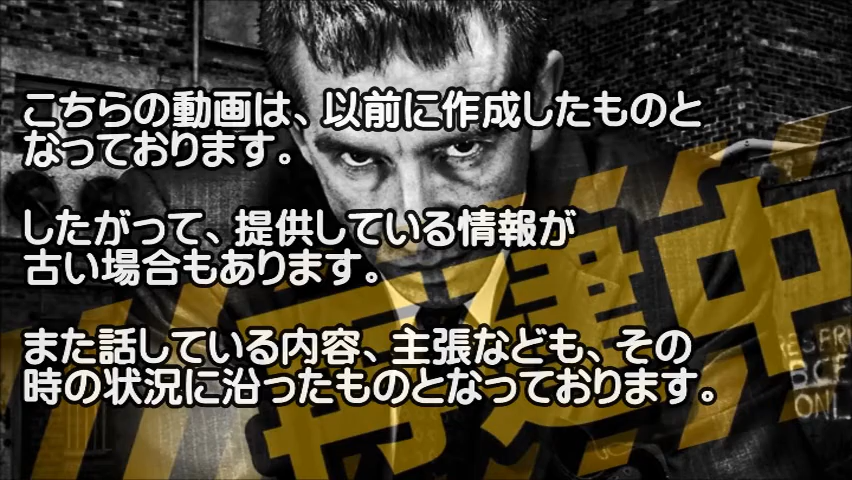 こちらの動画は、以前に作成したものと
なっております。
したがって、提供している情報が
古い場合もあります。
また話している内容、主張なども、その
時の状況に沿ったものとなっております。
再建中
ONLY